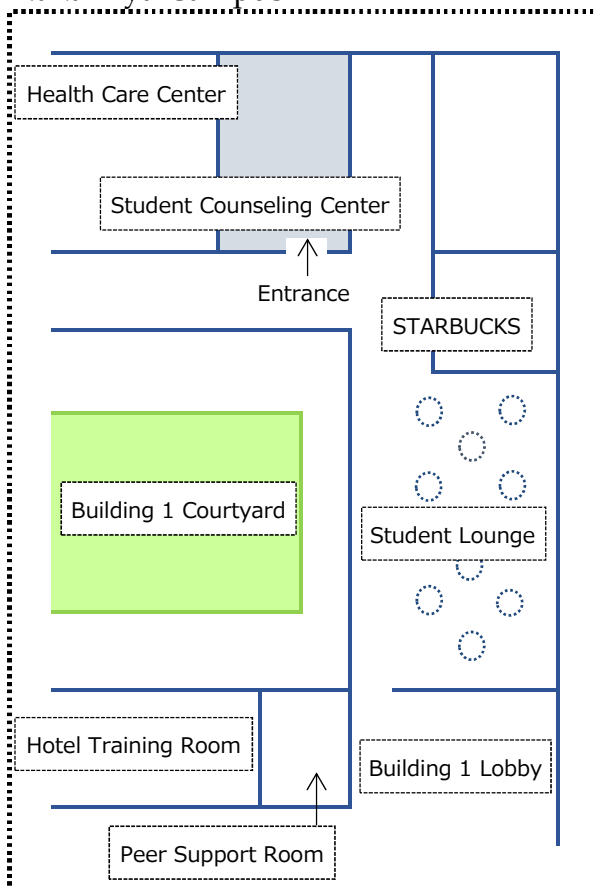 Health Care Center
Student Counseling Center
Entrance
STARBUCKS
Building 1 Courtyard
Student Lounge
Hotel Training Room
Building 1 Lobby
Peer Support Room